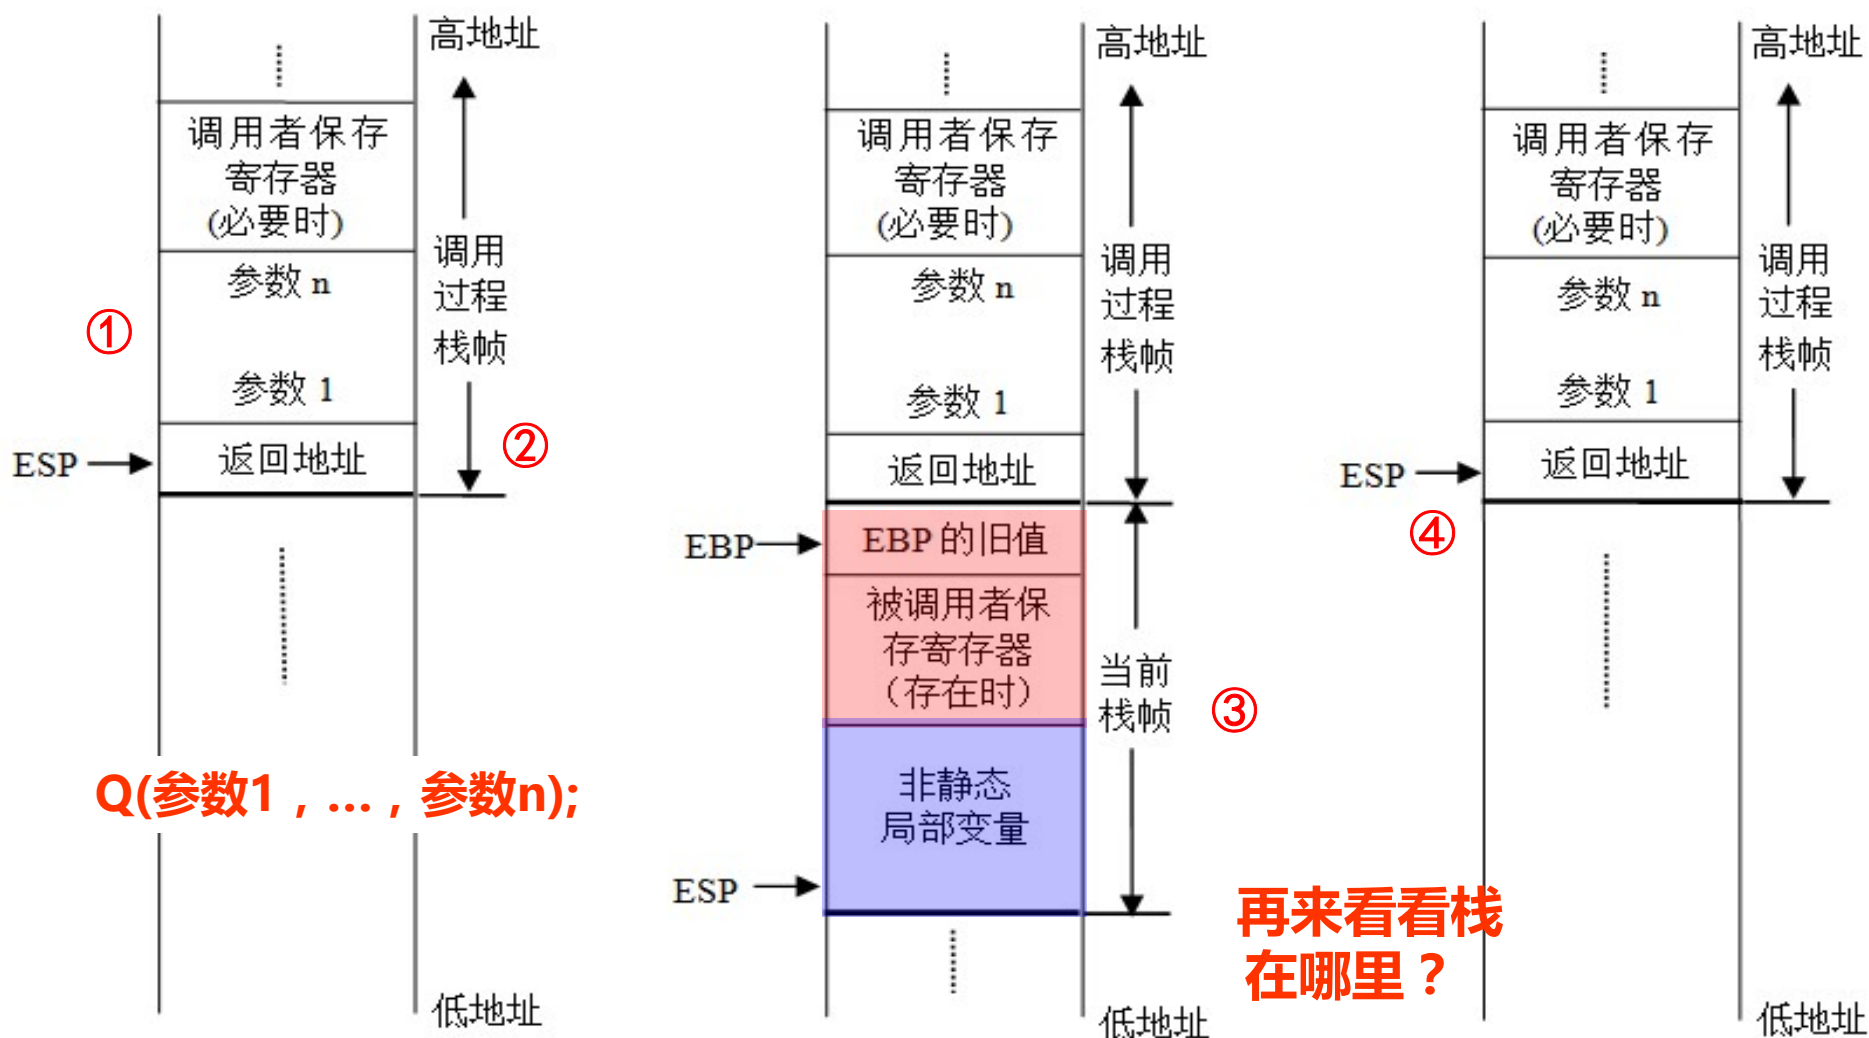 高地址
调用者保存
寄存器
(必要时)
参数 n
参数 1
返回地址
ESP
调用
过程
栈帧
①
②
Q(参数1，…，参数n);
低地址
高地址
调用者保存
寄存器
(必要时)
参数 n
参数 1
返回地址
调用
过程
栈帧
EBP
EBP 的旧值
被调用者保
存寄存器
（存在时）
非静态
局部变量
ESP
当前
栈帧
③
低地址
高地址
调用者保存
寄存器
(必要时)
参数 n
参数 1
返回地址
ESP
④
调用
过程
栈帧
再来看看栈
在哪里？
低地址